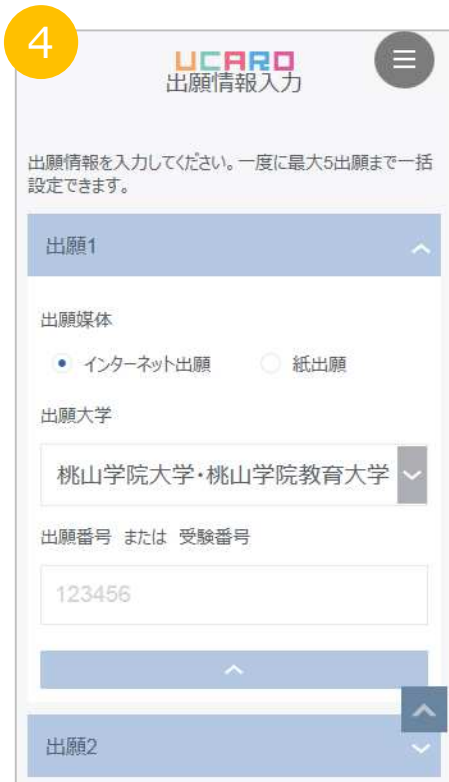 4
UCARO
出願情報入力
出願情報を入力してください。一度に最大5出願まで一括
設定できます。
出願1
出願媒体
インターネット出願 紙出願
出願大学
桃山学院大学・桃山学院教育大学
出願番号 または 受験番号
123456
出願2